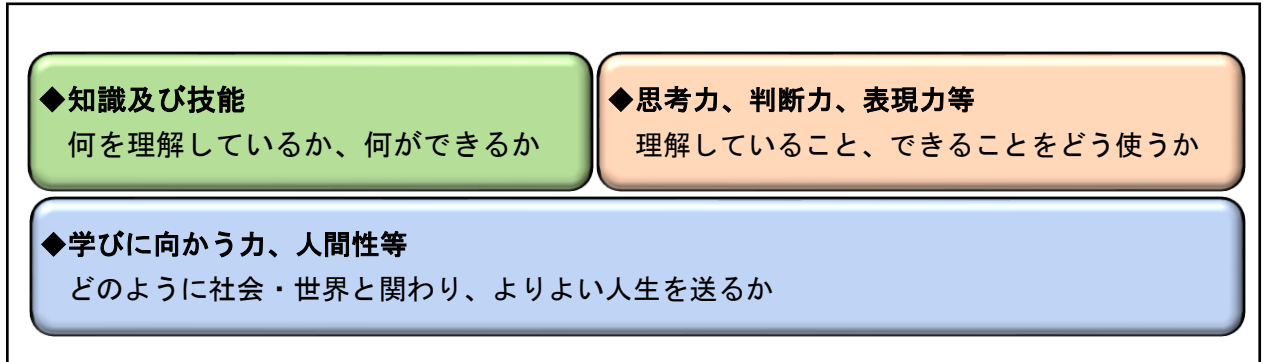 ◆知識及び技能
何を理解しているか、何ができるか
◆思考力、判断力、表現力等
理解していること、できることをどう使うか
◆学びに向かう力、人間性等
どのように社会・世界と関わり、よりよい人生を送るか